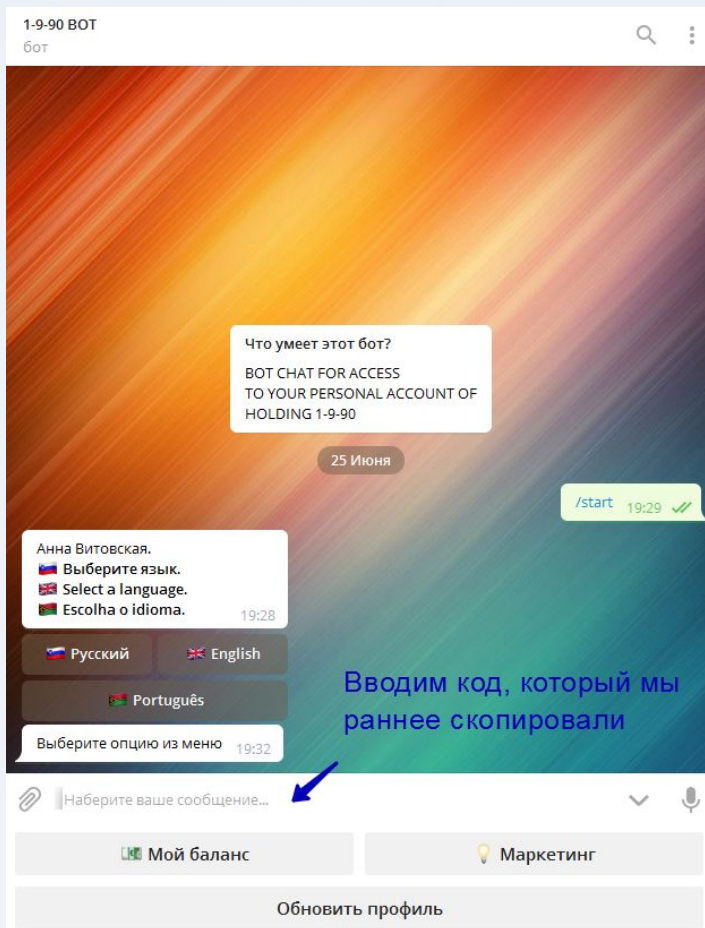 1-9-90 BOT
бот
Что умеет этот бот?
BOT CHAT FOR ACCESS
TO YOUR PERSONAL ACCOUNT OF
HOLDING 1-9-90
25 Июня
/start 19:29
Анна Витовская.
Выберите язык.
Select a language.
Escolha o idioma. 19:28
Русский English
Português
Выберите опцию из меню 19:32
Вводим код, который мы
раннее скопировали
Наберите ваше сообщение...
Мой баланс Маркетинг
Обновить профиль